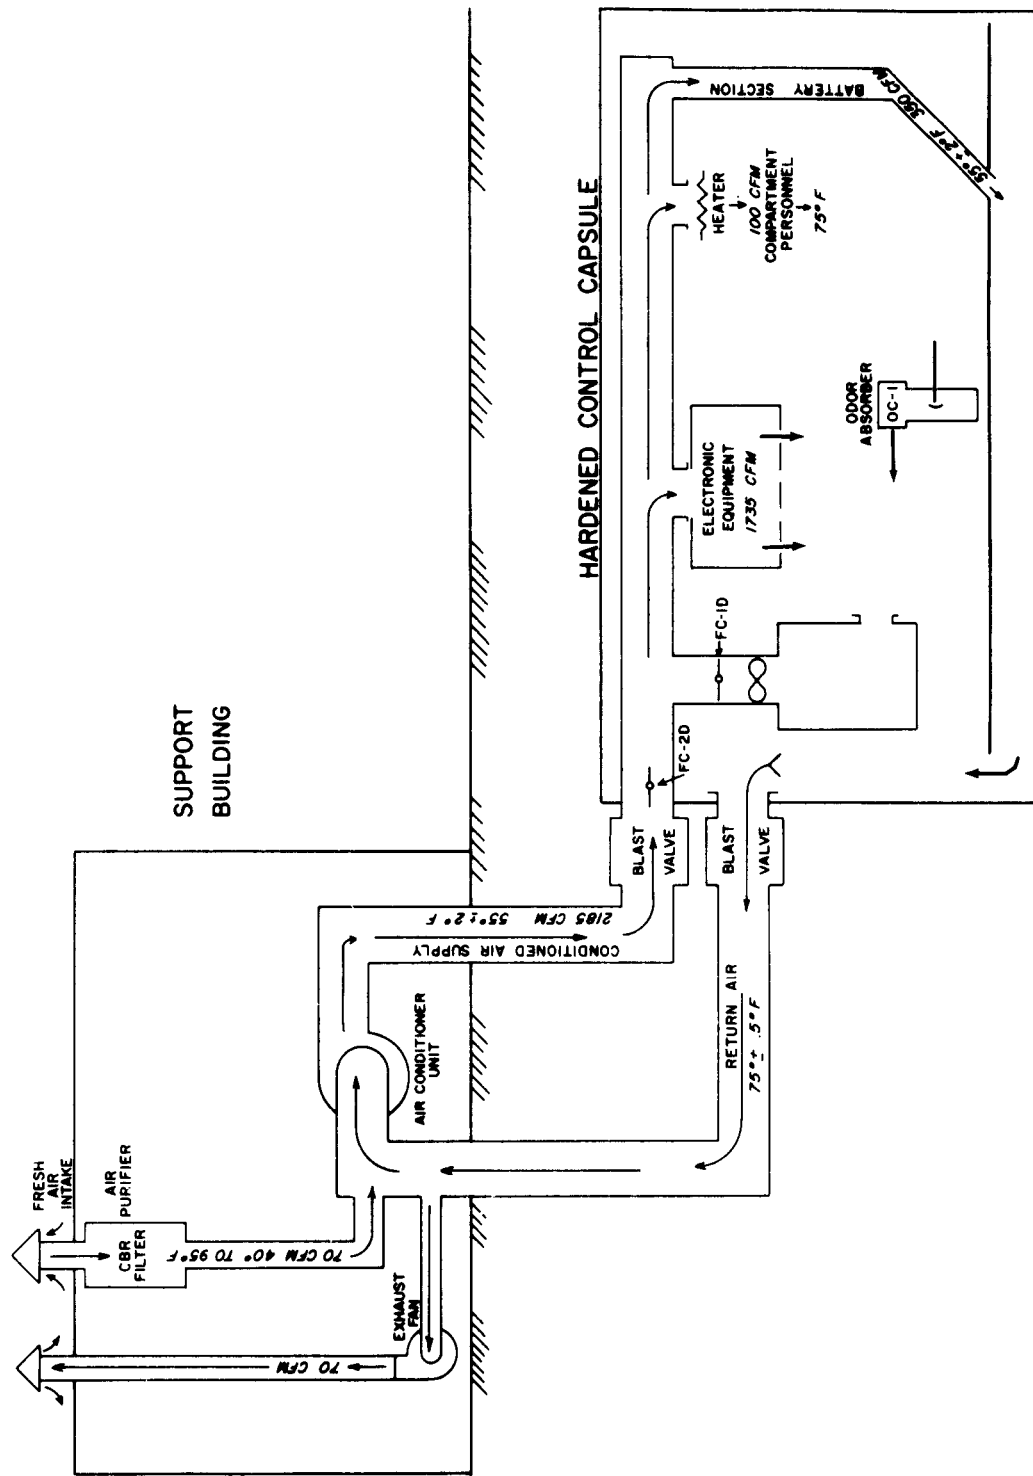 SUPPORT
BUILDING
FRESH
AIR
INTAKE
AIR
PURIFIER
CBR
FILTER
70 CFM 40° TO 95°F
EXHAUST
FAN
70 CFM
AIR CONDITIONER
UNIT
CONDITIONED AIR SUPPLY
2185 CFM 55°± 2°F
RETURN AIR
75°± .5°F
BLAST
VALVE
BLAST
VALVE
HARDENED CONTROL CAPSULE
FC-2D
FC-1D
ELECTRONIC
EQUIPMENT
1735 CFM
HEATER
100 CFM
COMPARTMENT
PERSONNEL
75°F
BATTERY SECTION
55°± 2°F 350 CFM
ODOR
ABSORBER
OC-1